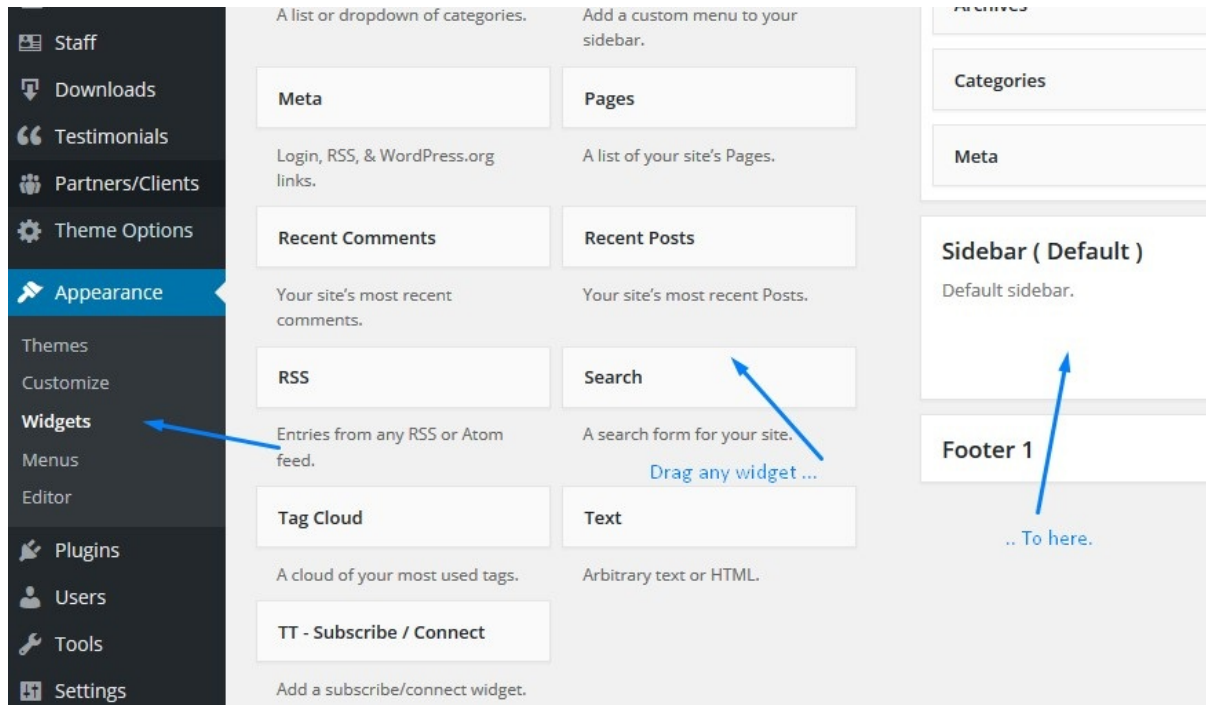 Staff
Downloads
Testimonials
Partners/Clients
Theme Options
Appearance
Themes
Customize
Widgets
Menus
Editor
Plugins
Users
Tools
Settings
A list or dropdown of categories.
Add a custom menu to your
sidebar.
Meta
Login, RSS, & WordPress.org
links.
Pages
A list of your site's Pages.
Recent Comments
Your site's most recent
comments.
Recent Posts
Your site's most recent Posts.
RSS
Entries from any RSS or Atom
feed.
Search
A search form for your site.
Drag any widget ...
Tag Cloud
A cloud of your most used tags.
Text
Arbitrary text or HTML.
TT - Subscribe / Connect
Add a subscribe/connect widget.
Archives
Categories
Meta
Sidebar ( Default )
Default sidebar.
Footer 1
.. To here.